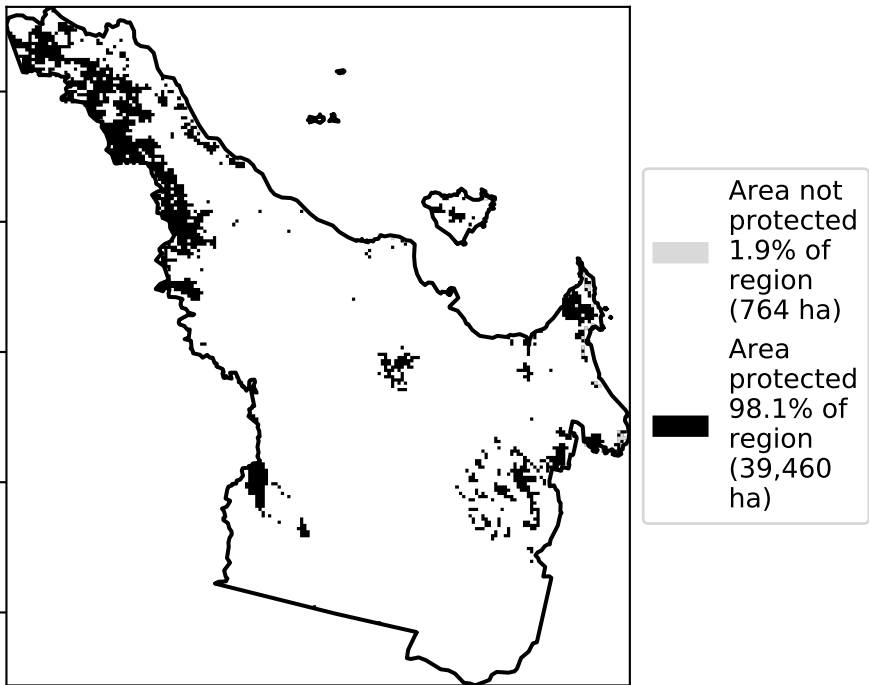 Area not
protected
1.9% of
region
(764 ha)
Area
protected
98.1% of
region
(39,460
ha)